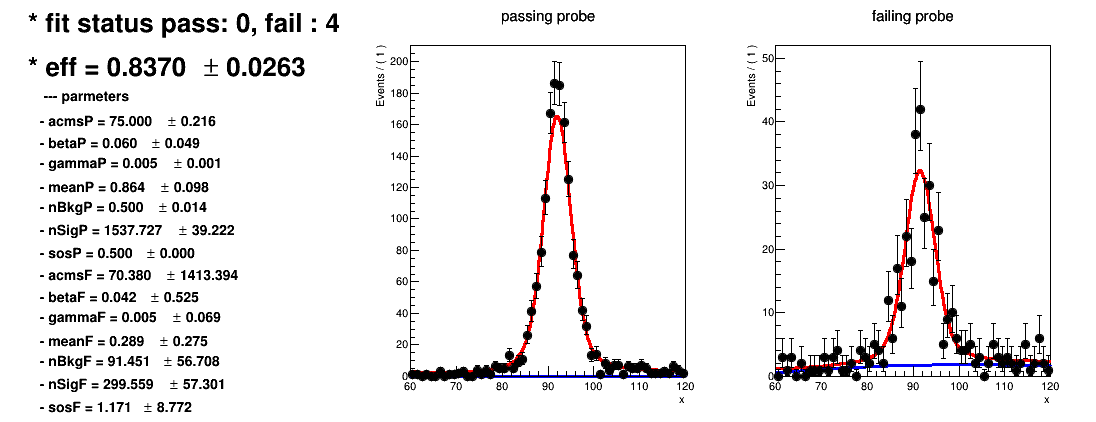 * fit status pass: 0, fail : 4
* eff = 0.8370 ± 0.0263
--- parmeters
- acmsP = 75.000 ± 0.216
- betaP = 0.060 ± 0.049
- gammaP = 0.005 ± 0.001
- meanP = 0.864 ± 0.098
- nBkgP = 0.500 ± 0.014
- nSigP = 1537.727 ± 39.222
- sosP = 0.500 ± 0.000
- acmsF = 70.380 ± 1413.394
- betaF = 0.042 ± 0.525
- gammaF = 0.005 ± 0.069
- meanF = 0.289 ± 0.275
- nBkgF = 91.451 ± 56.708
- nSigF = 299.559 ± 57.301
- sosF = 1.171 ± 8.772
passing probe
Events / ( 1 )
200
180
160
140
120
100
80
60
40
20
0
60 70 80 90 100 110 120
x
failing probe
Events / ( 1 )
50
40
30
20
10
0
60 70 80 90 100 110 120
x